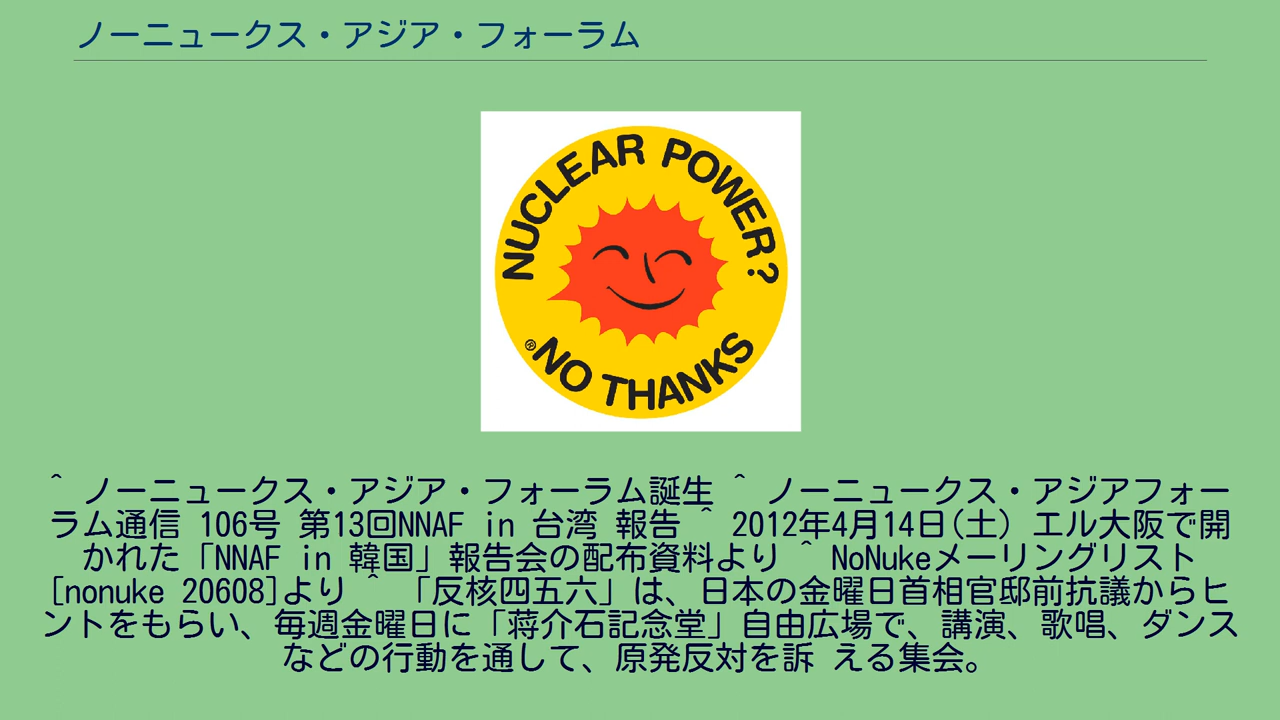 ノーニュークス・アジア・フォーラム
NUCLEAR POWER?
®NO THANKS
^ ノーニュークス・アジア・フォーラム誕生 ^ ノーニュークス・アジアフォー
ラム通信 106号 第13回NNAF in 台湾 報告 ^ 2012年4月14日(土) エル大阪で開
かれた「NNAF in 韓国」報告会の配布資料より ^ NoNukeメーリングリスト
[nonuke 20608]より ^ 「反核四五六」は、日本の金曜日首相官邸前抗議からヒ
ントをもらい、毎週金曜日に「蒋介石記念堂」自由広場で、講演、歌唱、ダンス
などの行動を通して、原発反対を訴 える集会。